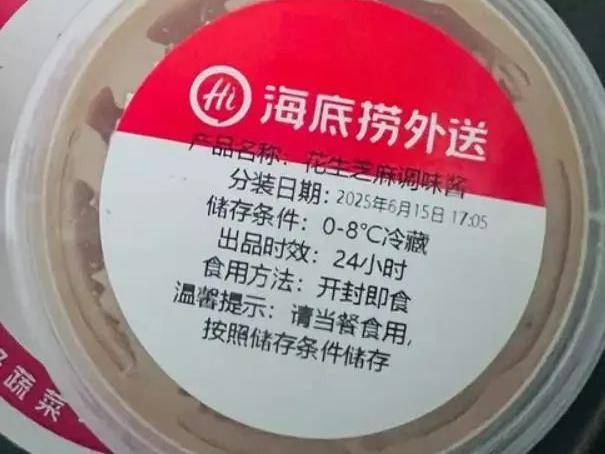 Hi 海底捞外送
产品名称：花生芝麻调味酱
分装日期：2025年6月15日 17:05
储存条件：0-8℃冷藏
出品时效：24小时
食用方法：开封即食
温馨提示：请当餐食用,
按照储存条件储存
蔬菜